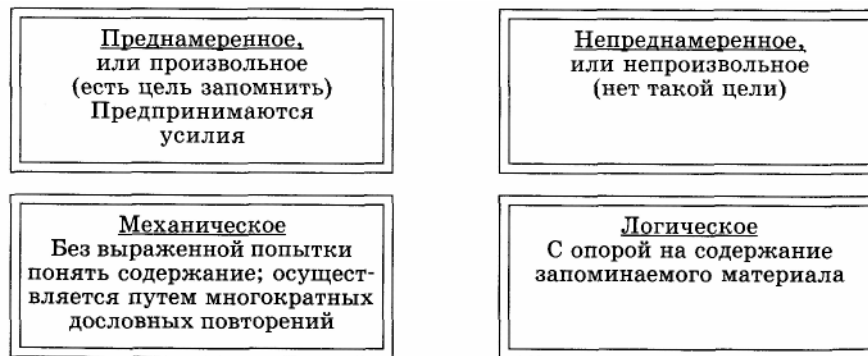 Преднамеренное,
или произвольное
(есть цель запомнить)
Предпринимаются
усилия
Непреднамеренное,
или непроизвольное
(нет такой цели)
Механическое
Без выраженной попытки
понять содержание; осущест-
вляется путем многократных
дословных повторений
Логическое
С опорой на содержание
запоминаемого материала